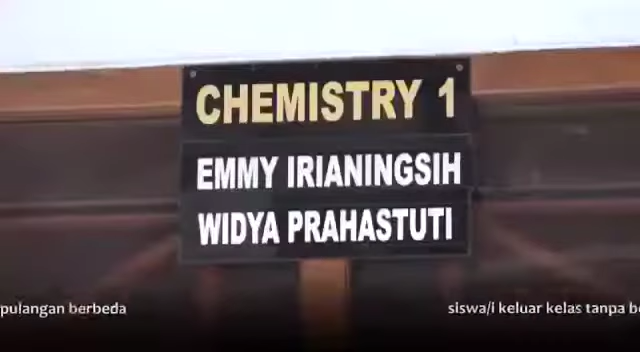 CHEMISTRY 1
EMMY IRIANINGSIH
WIDYA PRAHASTUTI
pulangan berbeda
siswa/i keluar kelas tanpa